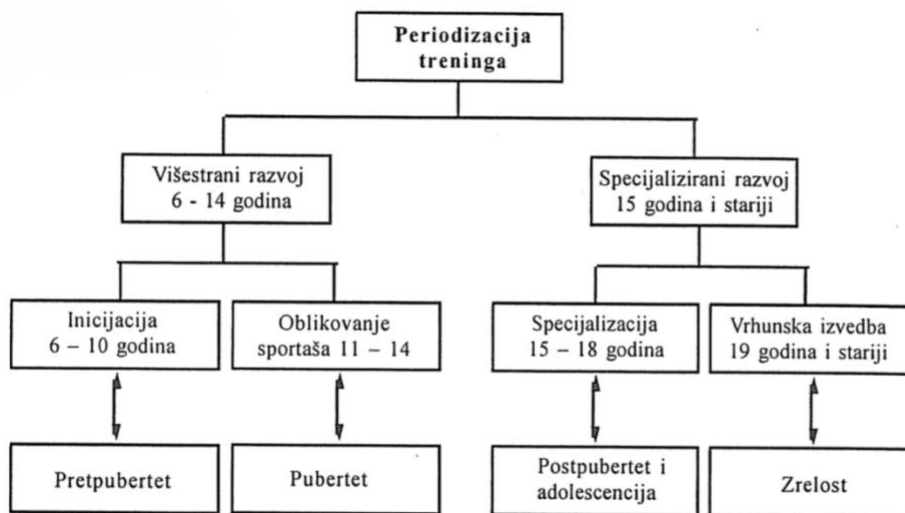 Periodizacija
treninga
Višestrani razvoj
6 - 14 godina
Specijalizirani razvoj
15 godina i stariji
Inicijacija
6 – 10 godina
Oblikovanje
sportaša 11 – 14
Specijalizacija
15 – 18 godina
Vrhunska izvedba
19 godina i stariji
Pretpubertet
Pubertet
Postpubertet i
adolescencija
Zrelost